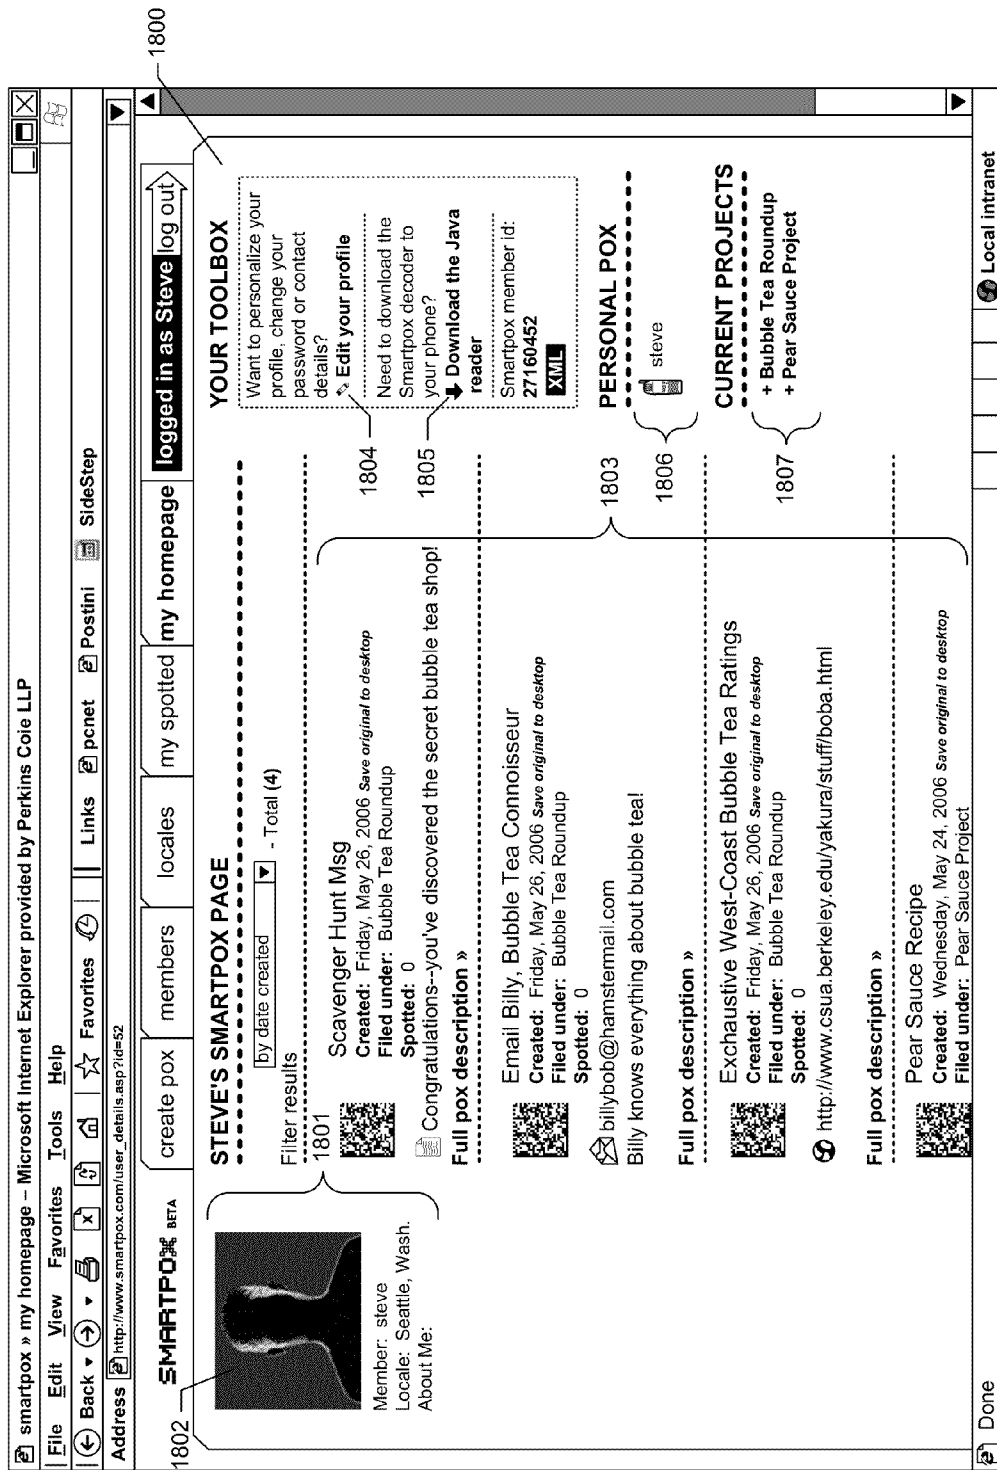 smartpox » my homepage – Microsoft Internet Explorer provided by Perkins Coie LLP
File Edit View Favorites Tools Help
Back Favorites Links pcnet Postini SideStep
Address http://www.smartpox.com/user_details.asp?id=52
1800
SMARTPOX BETA
create pox
members
locales
my spotted
my homepage
logged in as Steve log out
1802
Member: steve
Locale: Seattle, Wash.
About Me:
1801
STEVE'S SMARTPOX PAGE
by date created - Total (4)
Filter results
Scavenger Hunt Msg
Created: Friday, May 26, 2006 Save original to desktop
Filed under: Bubble Tea Roundup
Spotted: 0
Congratulations--you've discovered the secret bubble tea shop!
Full pox description »
Email Billy, Bubble Tea Connoisseur
Created: Friday, May 26, 2006 Save original to desktop
Filed under: Bubble Tea Roundup
Spotted: 0
billybob@hamstermail.com
Billy knows everything about bubble tea!
Full pox description »
Exchaustive West-Coast Bubble Tea Ratings
Created: Friday, May 26, 2006 Save original to desktop
Filed under: Bubble Tea Roundup
Spotted: 0
http://www.csua.berkeley.edu/yakura/stuff/boba.html
Full pox description »
Pear Sauce Recipe
Created: Wednesday, May 24, 2006 Save original to desktop
Filed under: Pear Sauce Project
1803
YOUR TOOLBOX
Want to personalize your
profile, change your
password or contact
details?
Edit your profile
1804
Need to download the
Smartpox decoder to
your phone?
Download the Java
reader
1805
Smartpox member id:
27160452
XML
PERSONAL POX
steve
1806
CURRENT PROJECTS
+ Bubble Tea Roundup
+ Pear Sauce Project
1807
Done
Local intranet